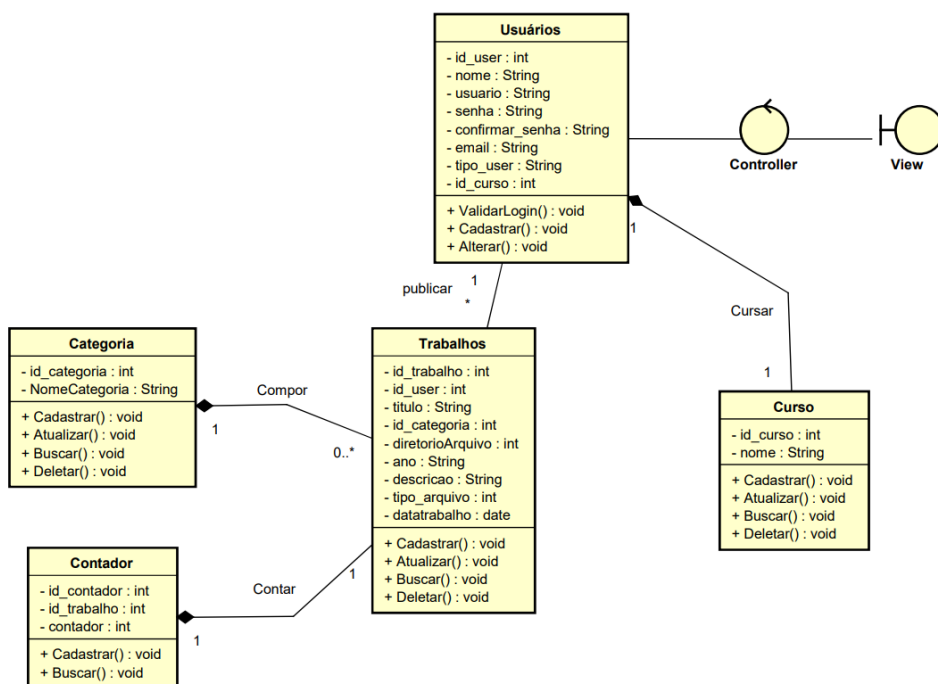 Usuários
- id_user : int
- nome : String
- usuario : String
- senha : String
- confirmar_senha : String
- email : String
- tipo_user : String
- id_curso : int
+ ValidarLogin() : void
+ Cadastrar() : void
+ Alterar() : void
Controller
View
1
publicar
1
*
Cursar
1
Categoria
- id_categoria : int
- NomeCategoria : String
+ Cadastrar() : void
+ Atualizar() : void
+ Buscar() : void
+ Deletar() : void
Compor
1
0..*
Trabalhos
- id_trabalho : int
- id_user : int
- titulo : String
- id_categoria : int
- diretorioArquivo : int
- ano : String
- descricao : String
- tipo_arquivo : int
- datatrabalho : date
+ Cadastrar() : void
+ Atualizar() : void
+ Buscar() : void
+ Deletar() : void
Curso
- id_curso : int
- nome : String
+ Cadastrar() : void
+ Atualizar() : void
+ Buscar() : void
+ Deletar() : void
Contador
- id_contador : int
- id_trabalho : int
- contador : int
+ Cadastrar() : void
+ Buscar() : void
Contar
1
1